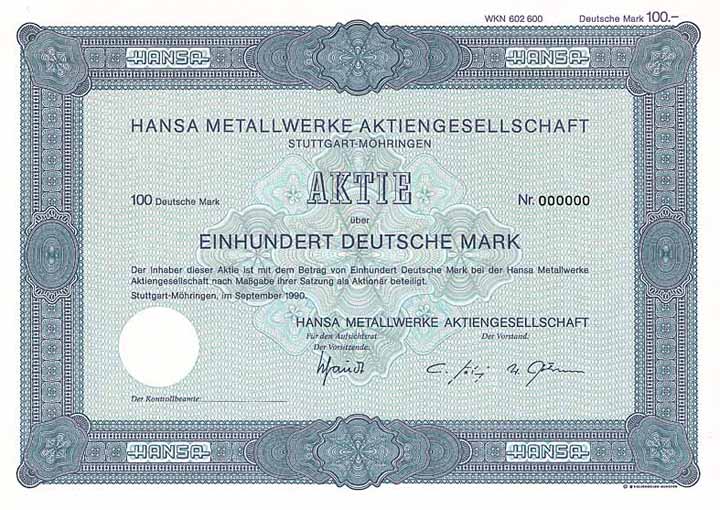 WKN 602 600 Deutsche Mark 100.–
HANSA HANSA
HANSA METALLWERKE AKTIENGESELLSCHAFT
STUTTGART-MÖHRINGEN
AKTIE
100 Deutsche Mark Nr. 000000
über
EINHUNDERT DEUTSCHE MARK
100 100
Der Inhaber dieser Aktie ist mit dem Betrag von Einhundert Deutsche Mark bei der Hansa Metallwerke
Aktiengesellschaft nach Maßgabe ihrer Satzung als Aktionär beteiligt.
Stuttgart-Möhringen, im September 1990.
HANSA METALLWERKE AKTIENGESELLSCHAFT
Für den Aufsichtsrat Der Vorstand:
Der Vorsitzende:
Der Kontrollbeamte:
HANSA HANSA